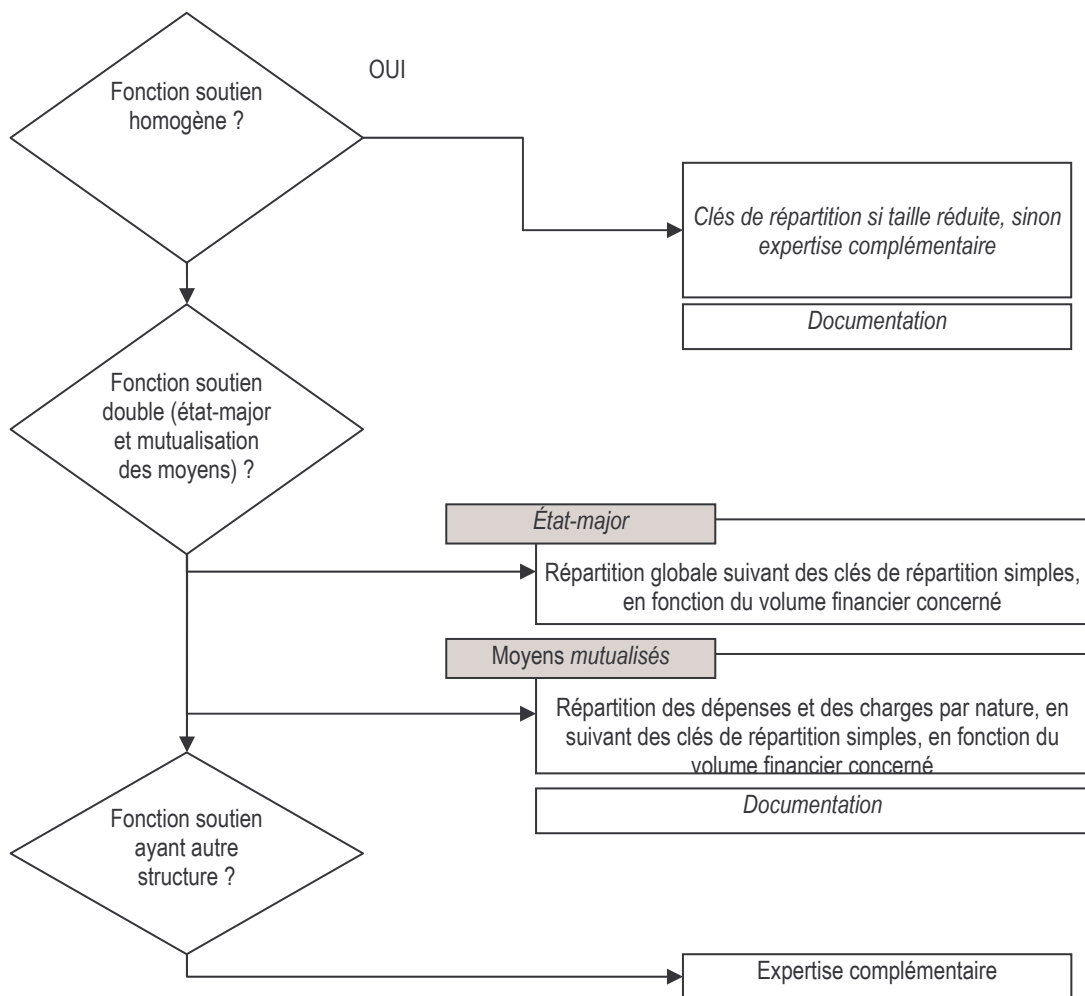 OUI
Fonction soutien
homogène ?
Clés de répartition si taille réduite, sinon
expertise complémentaire
Documentation
Fonction soutien
double (état-major
et mutualisation
des moyens) ?
État-major
Répartition globale suivant des clés de répartition simples,
en fonction du volume financier concerné
Moyens mutualisés
Répartition des dépenses et des charges par nature, en
suivant des clés de répartition simples, en fonction du
volume financier concerné
Documentation
Fonction soutien
ayant autre
structure ?
Expertise complémentaire